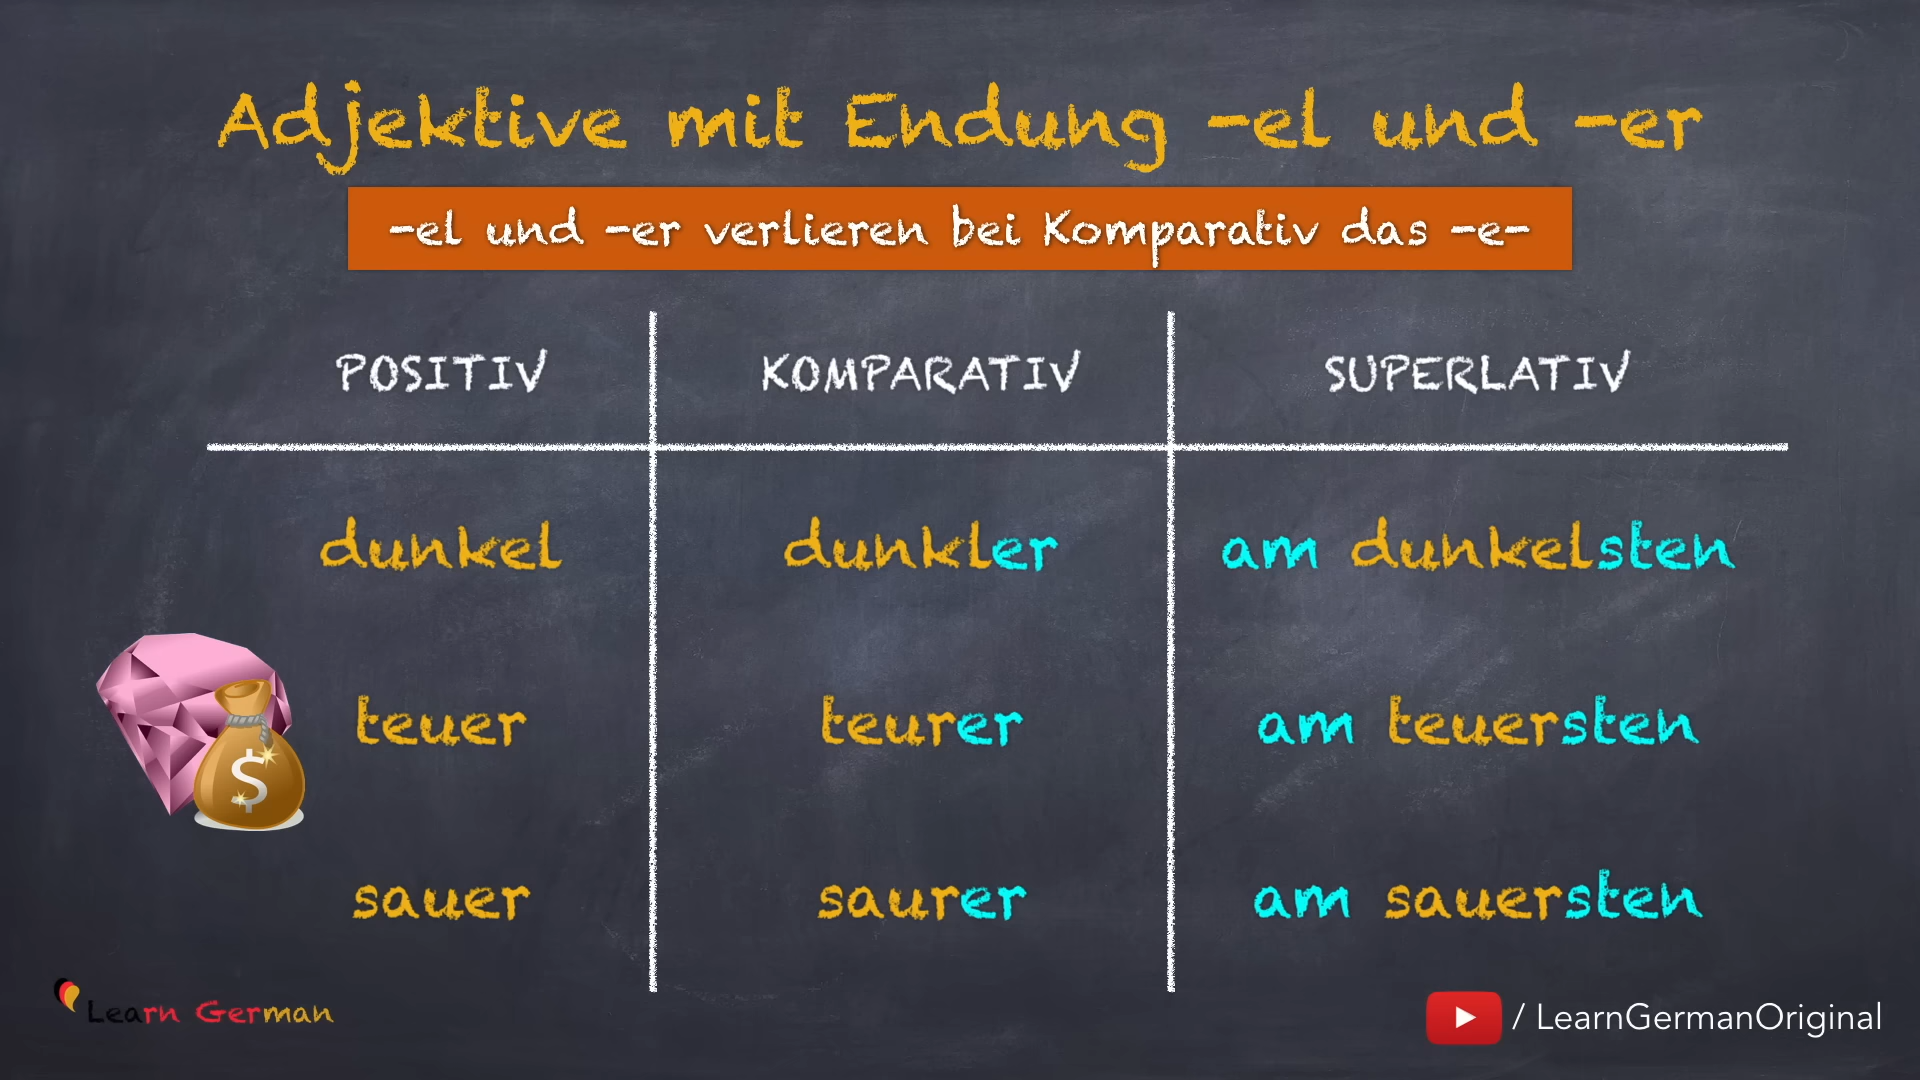 Adjektive mit Endung -el und -er
-el und -er verlieren bei Komparativ das -e-
POSITIV KOMPARATIV SUPERLATIV
dunkel dunkler am dunkelsten
teuer teurer am teuersten
$
sauer saurer am sauersten
Learn German
/ LearnGermanOriginal